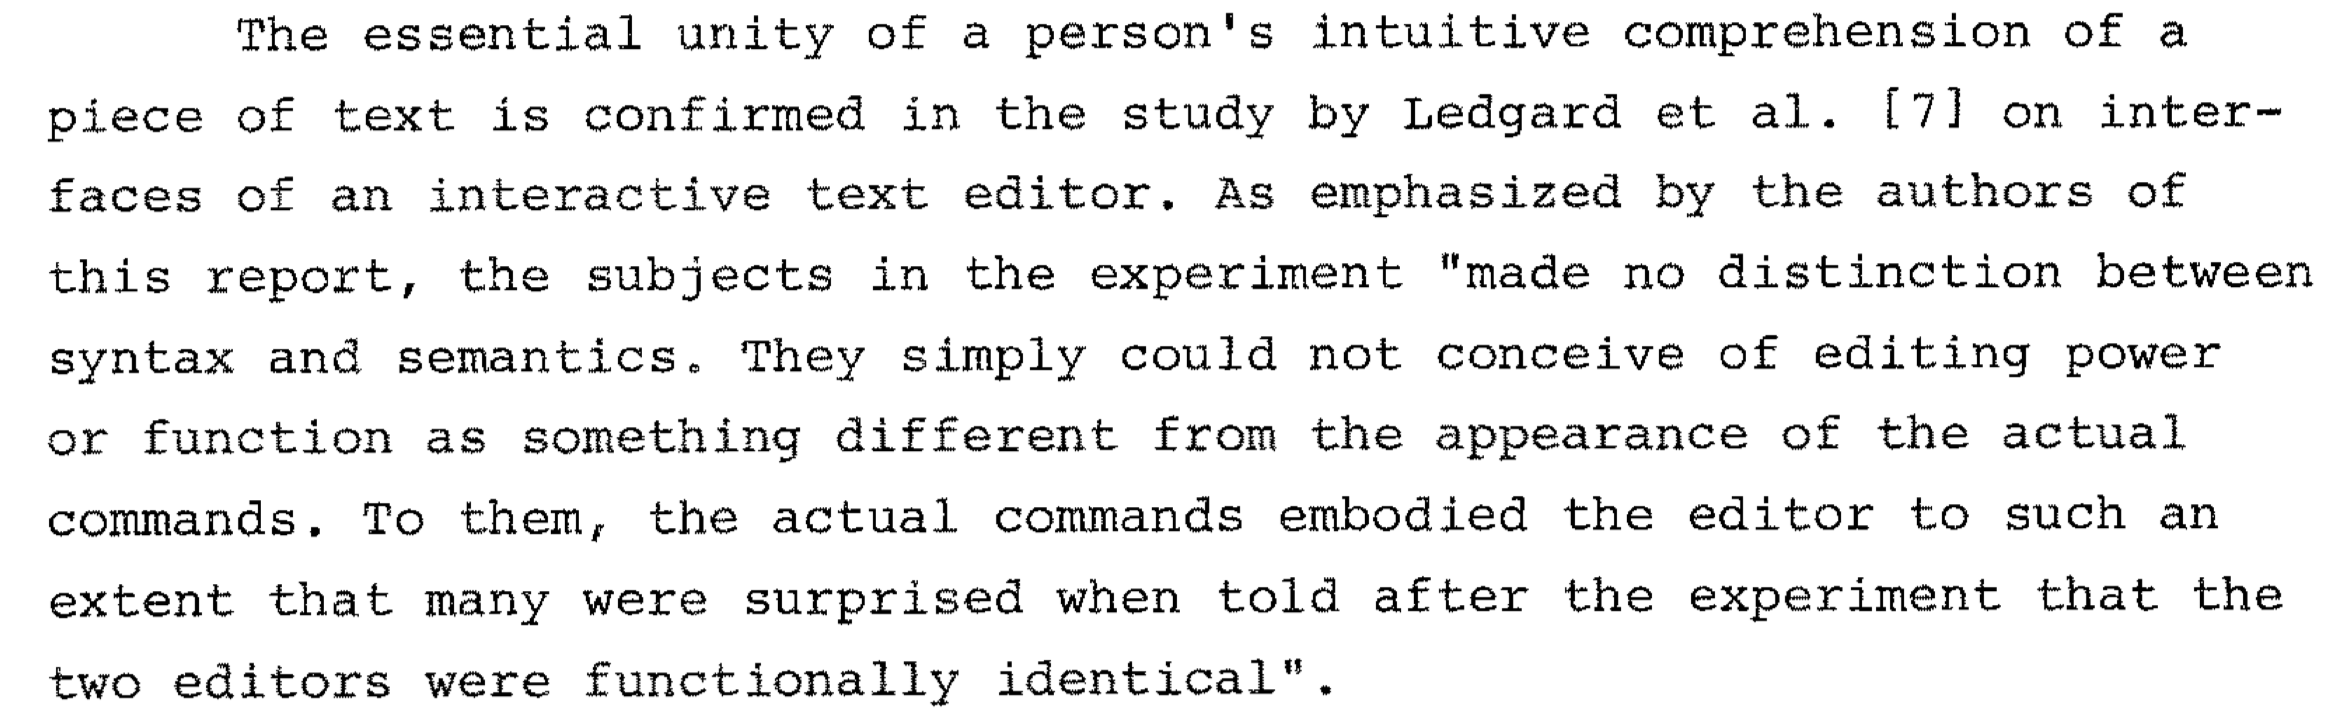 The essential unity of a person's intuitive comprehension of a
piece of text is confirmed in the study by Ledgard et al. [7] on inter-
faces of an interactive text editor. As emphasized by the authors of
this report, the subjects in the experiment "made no distinction between
syntax and semantics. They simply could not conceive of editing power
or function as something different from the appearance of the actual
commands. To them, the actual commands embodied the editor to such an
extent that many were surprised when told after the experiment that the
two editors were functionally identical".